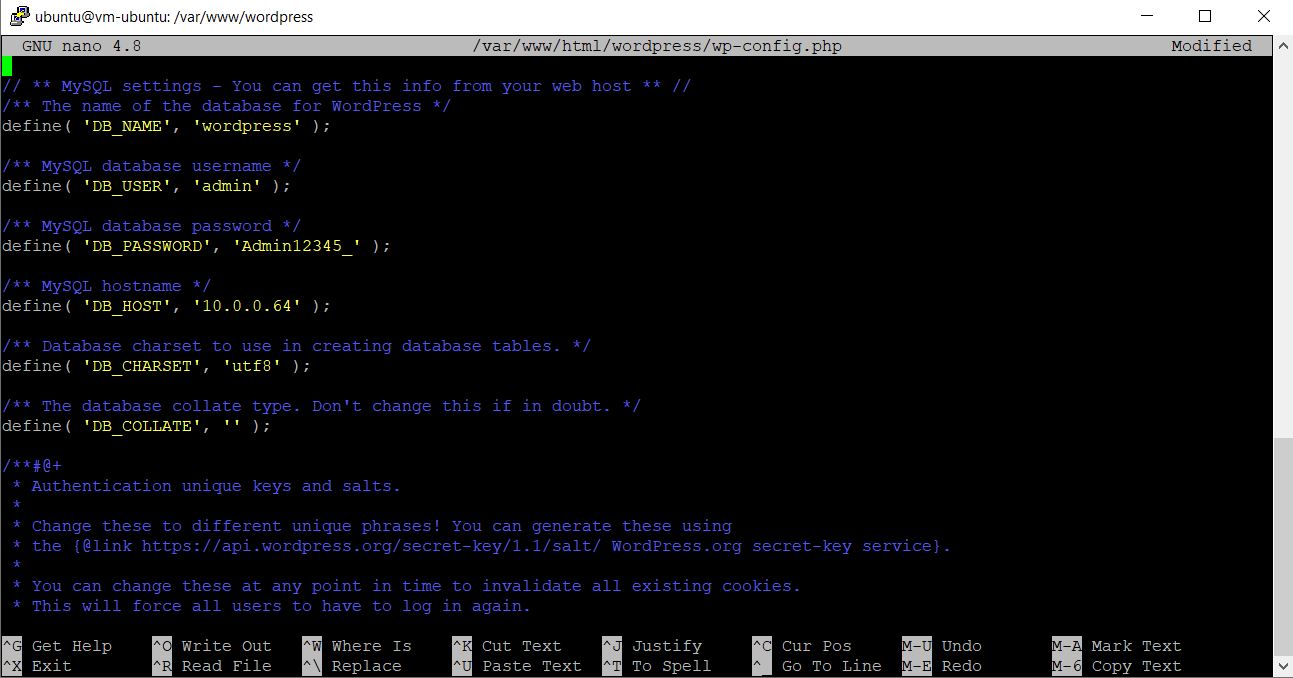 ubuntu@vm-ubuntu: /var/www/wordpress
GNU nano 4.8 /var/www/html/wordpress/wp-config.php Modified
// ** MySQL settings - You can get this info from your web host ** //
/** The name of the database for WordPress */
define( 'DB_NAME', 'wordpress' );
/** MySQL database username */
define( 'DB_USER', 'admin' );
/** MySQL database password */
define( 'DB_PASSWORD', 'Admin12345_' );
/** MySQL hostname */
define( 'DB_HOST', '10.0.0.64' );
/** Database charset to use in creating database tables. */
define( 'DB_CHARSET', 'utf8' );
/** The database collate type. Don't change this if in doubt. */
define( 'DB_COLLATE', '' );
/**#@+
 * Authentication unique keys and salts.
 *
 * Change these to different unique phrases! You can generate these using
 * the {@link https://api.wordpress.org/secret-key/1.1/salt/ WordPress.org secret-key service}.
 *
 * You can change these at any point in time to invalidate all existing cookies.
 * This will force all users to have to log in again.
^G Get Help ^O Write Out ^W Where Is ^K Cut Text ^J Justify ^C Cur Pos M-U Undo M-A Mark Text
^X Exit ^R Read File ^\ Replace ^U Paste Text ^T To Spell ^_ Go To Line M-E Redo M-6 Copy Text